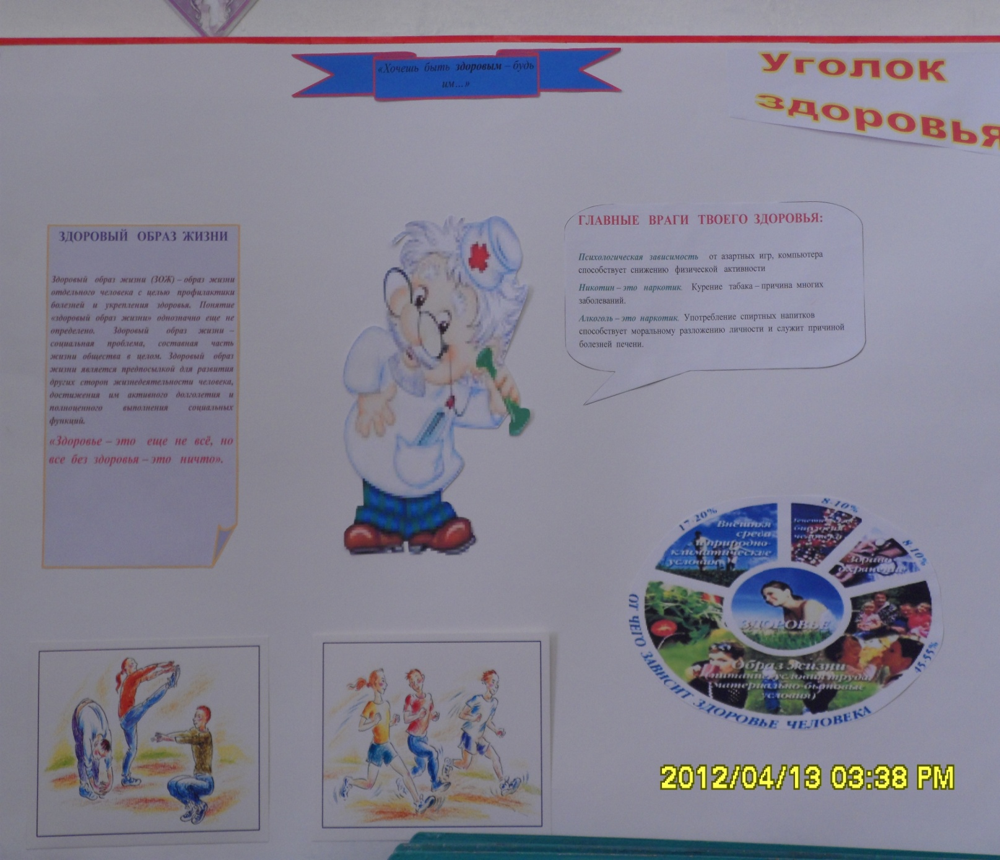 «Хочешь быть здоровым – будь
им...»
Уголок
здоровья
ЗДОРОВЫЙ ОБРАЗ ЖИЗНИ
Здоровый образ жизни (ЗОЖ) – образ жизни
отдельного человека с целью профилактики
болезней и укрепления здоровья. Понятие
«здоровый образ жизни» однозначно еще не
определено. Здоровый образ жизни –
социальная проблема, составная часть
жизни общества в целом. Здоровый образ
жизни является предпосылкой для развития
других сторон жизнедеятельности человека,
достижения им активного долголетия и
полноценного выполнения социальных
функций.
«Здоровье – это еще не всё, но
все без здоровья – это ничто».
ГЛАВНЫЕ ВРАГИ ТВОЕГО ЗДОРОВЬЯ:
Психологическая зависимость от азартных игр, компьютера
способствует снижению физической активности
Никотин – это наркотик. Курение табака – причина многих
заболеваний.
Алкоголь – это наркотик. Употребление спиртных напитков
способствует моральному разложению личности и служит причиной
болезней печени.
17-20%
Внешняя
среда
и природно-
климатические
условия
8-10%
биология
человека
8-10%
Здраво
охранение
ЗДОРОВЬЕ
45-55%
Образ жизни
питание, условия труда
(материально-бытовые
условия)
ОТ ЧЕГО ЗАВИСИТ ЗДОРОВЬЕ ЧЕЛОВЕКА
2012/04/13 03:38 PM